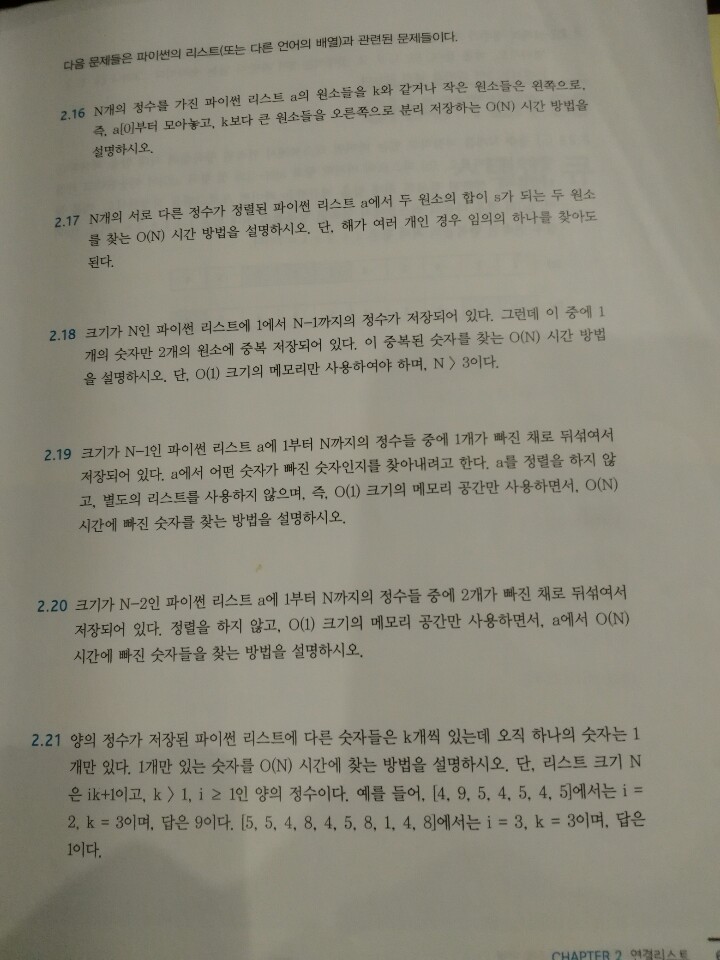 다음 문제들은 파이썬의 리스트(또는 다른 언어의 배열)과 관련된 문제들이다.
2.16 N개의 정수를 가진 파이썬 리스트 a의 원소들을 k와 같거나 작은 원소들은 왼쪽으로,
즉, a[0]부터 모아놓고, k보다 큰 원소들을 오른쪽으로 분리 저장하는 O(N) 시간 방법을
설명하시오.
2.17 N개의 서로 다른 정수가 정렬된 파이썬 리스트 a에서 두 원소의 합이 s가 되는 두 원소
를 찾는 O(N) 시간 방법을 설명하시오. 단, 해가 여러 개인 경우 임의의 하나를 찾아도
된다.
2.18 크기가 N인 파이썬 리스트에 1에서 N-1까지의 정수가 저장되어 있다. 그런데 이 중에 1
개의 숫자만 2개의 원소에 중복 저장되어 있다. 이 중복된 숫자를 찾는 O(N) 시간 방법
을 설명하시오. 단, O(1) 크기의 메모리만 사용하여야 하며, N > 3이다.
2.19 크기가 N-1인 파이썬 리스트 a에 1부터 N까지의 정수들 중에 1개가 빠진 채로 뒤섞여서
저장되어 있다. a에서 어떤 숫자가 빠진 숫자인지를 찾아내려고 한다. a를 정렬을 하지 않
고, 별도의 리스트를 사용하지 않으며, 즉, O(1) 크기의 메모리 공간만 사용하면서, O(N)
시간에 빠진 숫자를 찾는 방법을 설명하시오.
2.20 크기가 N-2인 파이썬 리스트 a에 1부터 N까지의 정수들 중에 2개가 빠진 채로 뒤섞여서
저장되어 있다. 정렬을 하지 않고, O(1) 크기의 메모리 공간만 사용하면서, a에서 O(N)
시간에 빠진 숫자들을 찾는 방법을 설명하시오.
2.21 양의 정수가 저장된 파이썬 리스트에 다른 숫자들은 k개씩 있는데 오직 하나의 숫자는 1
개만 있다. 1개만 있는 숫자를 O(N) 시간에 찾는 방법을 설명하시오. 단, 리스트 크기 N
은 ik+1이고, k > 1, i ≥ 1인 양의 정수이다. 예를 들어, [4, 9, 5, 4, 5, 4, 5]에서는 i =
2, k = 3이며, 답은 9이다. [5, 5, 4, 8, 4, 5, 8, 1, 4, 8]에서는 i = 3, k = 3이며, 답은
1이다.
CHAPTER 2 연결리스트